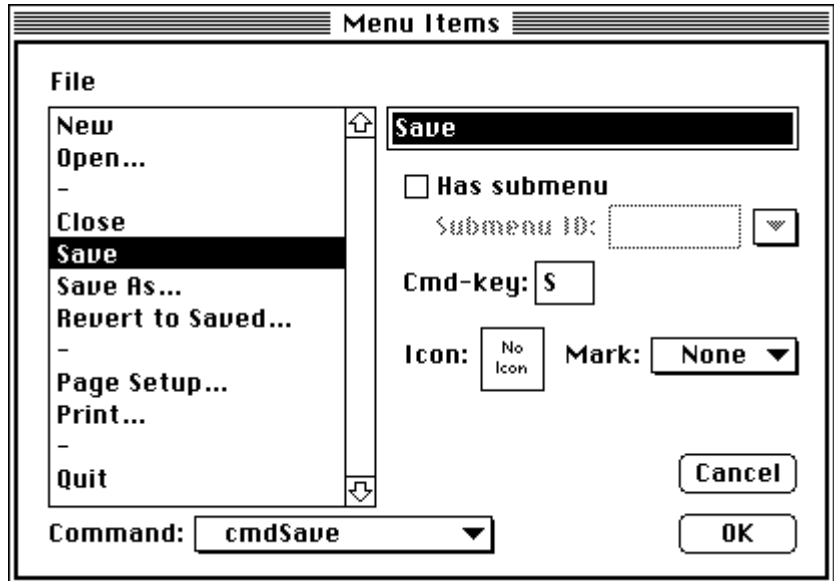 Menu Items
File
New
Open...
-
Close
Save
Save As...
Revert to Saved...
-
Page Setup...
Print...
-
Quit
Command: cmdSave
Save
Has submenu
Submenu ID:
Cmd-key: S
Icon: No Icon Mark: None
Cancel
OK